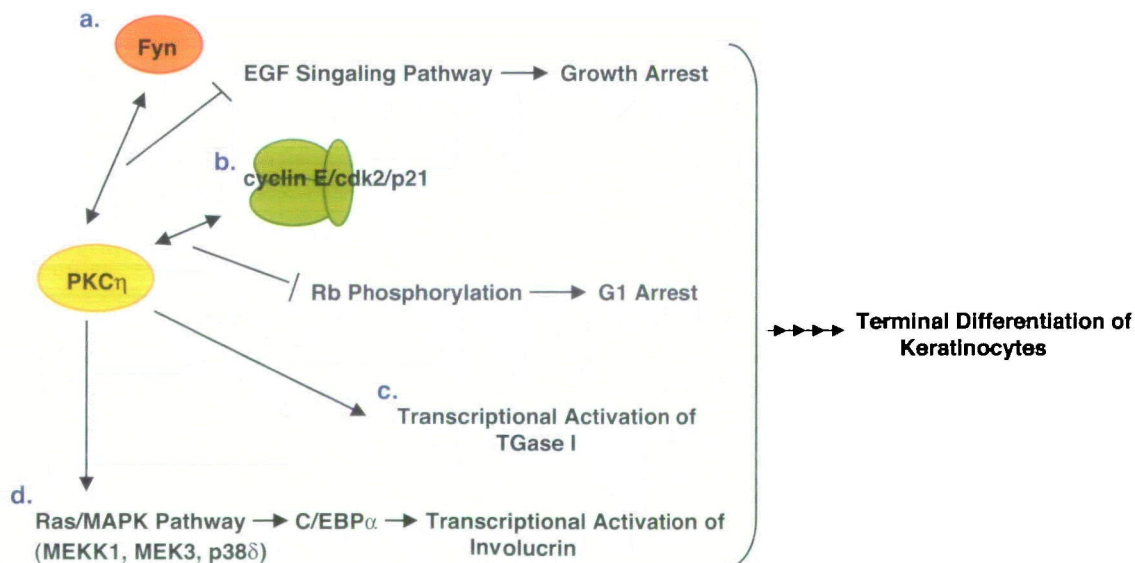 a.
Fyn
EGF Singaling Pathway
Growth Arrest
b.
cyclin E/cdk2/p21
PKCη
Rb Phosphorylation
G1 Arrest
Terminal Differentiation of
Keratinocytes
c.
Transcriptional Activation of
TGase I
d.
Ras/MAPK Pathway
(MEKK1, MEK3, p38δ)
C/EBPα
Transcriptional Activation of
Involucrin